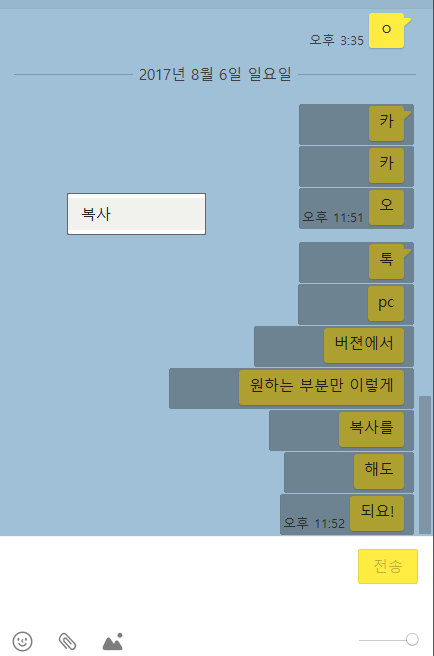 ㅇ
오후 3:35
2017년 8월 6일 일요일
카
카
복사
오
오후 11:51
톡
pc
버젼에서
원하는 부분만 이렇게
복사를
해도
되요!
오후 11:52
전송